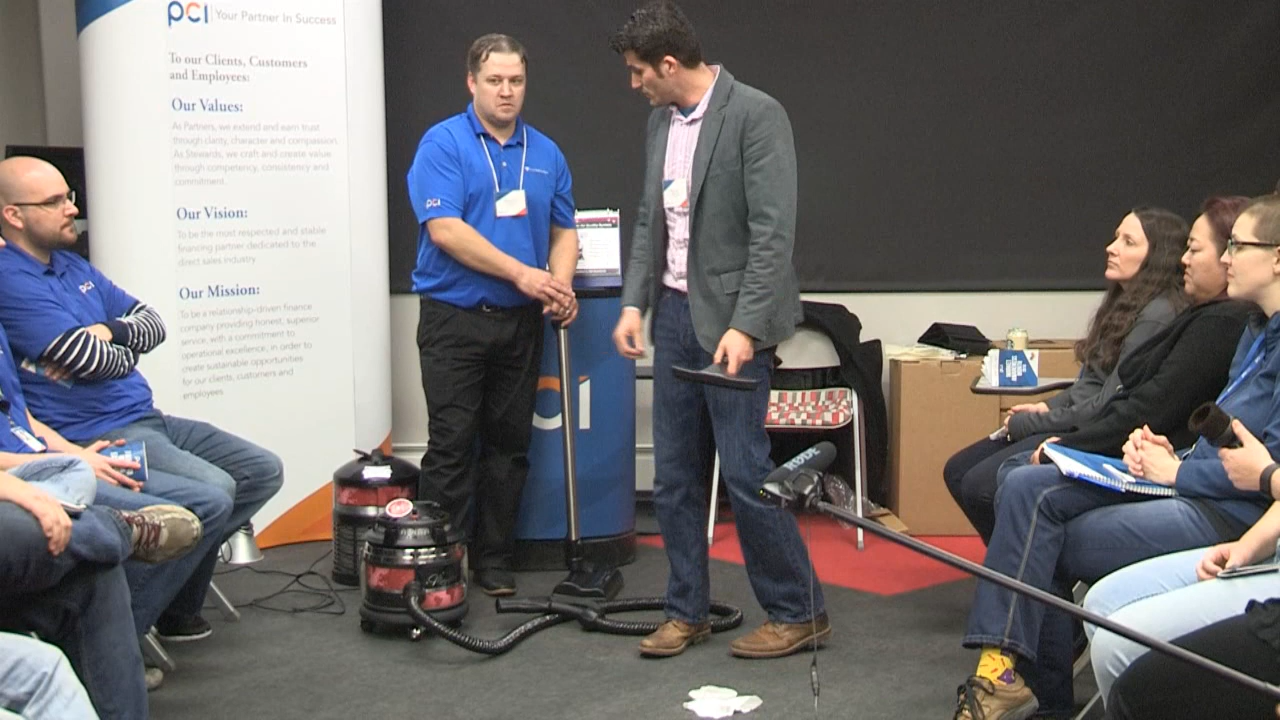 pci Your Partner In Success
To our Clients, Customers
and Employees:
Our Values:
As Partners, we extend and earn trust
through clarity, character and compassion.
As Stewards, we craft and create value
through competency, consistency and
commitment.
Our Vision:
To be the most respected and stable
financing partner dedicated to the
direct sales industry.
Our Mission:
To be a relationship-driven finance
company providing honest, superior
service, with a commitment to
operational excellence, in order to
create sustainable opportunities
for our clients, customers and
employees.
pci
pci
pci
RODE